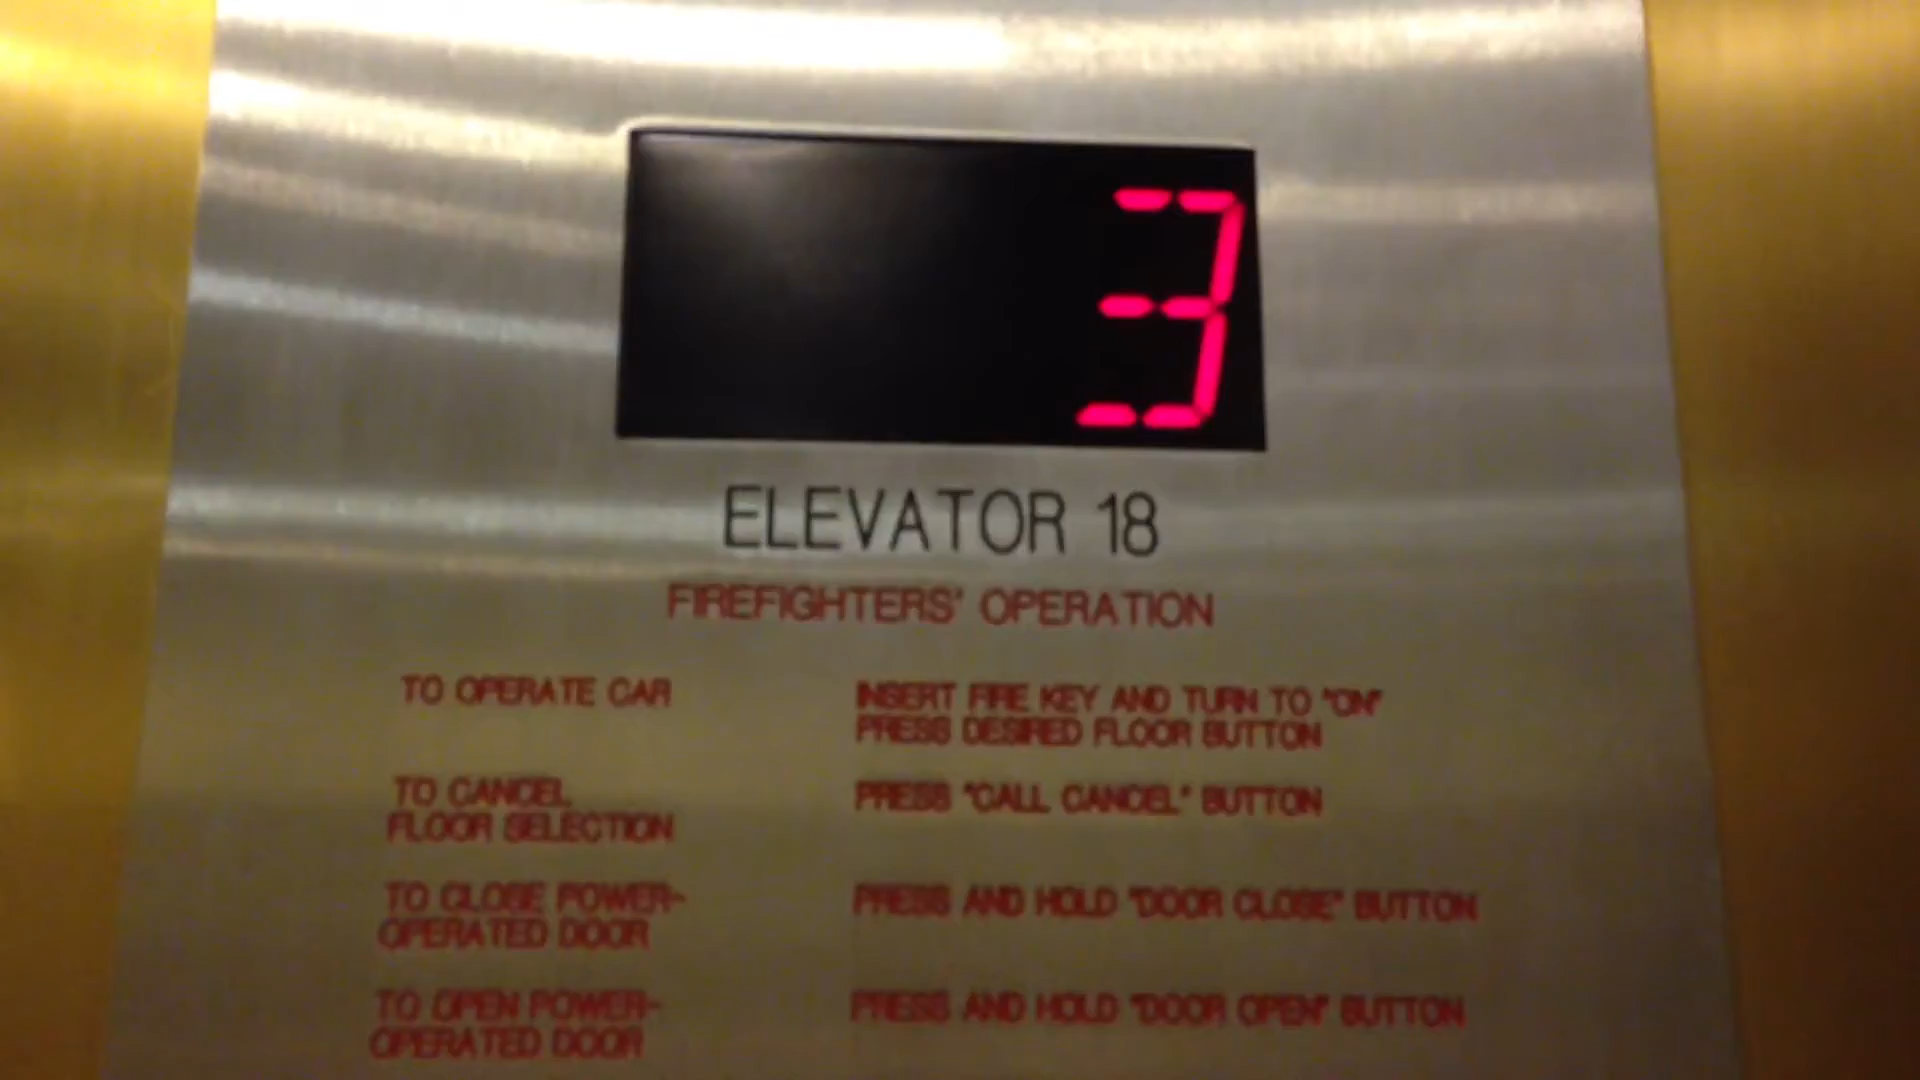 3
ELEVATOR 18
FIREFIGHTERS' OPERATION
TO OPERATE CAR
INSERT FIRE KEY AND TURN TO "ON"
PRESS DESIRED FLOOR BUTTON
TO CANCEL
FLOOR SELECTION
PRESS "CALL CANCEL" BUTTON
TO CLOSE POWER-
OPERATED DOOR
PRESS AND HOLD "DOOR CLOSE" BUTTON
TO OPEN POWER-
OPERATED DOOR
PRESS AND HOLD "DOOR OPEN" BUTTON